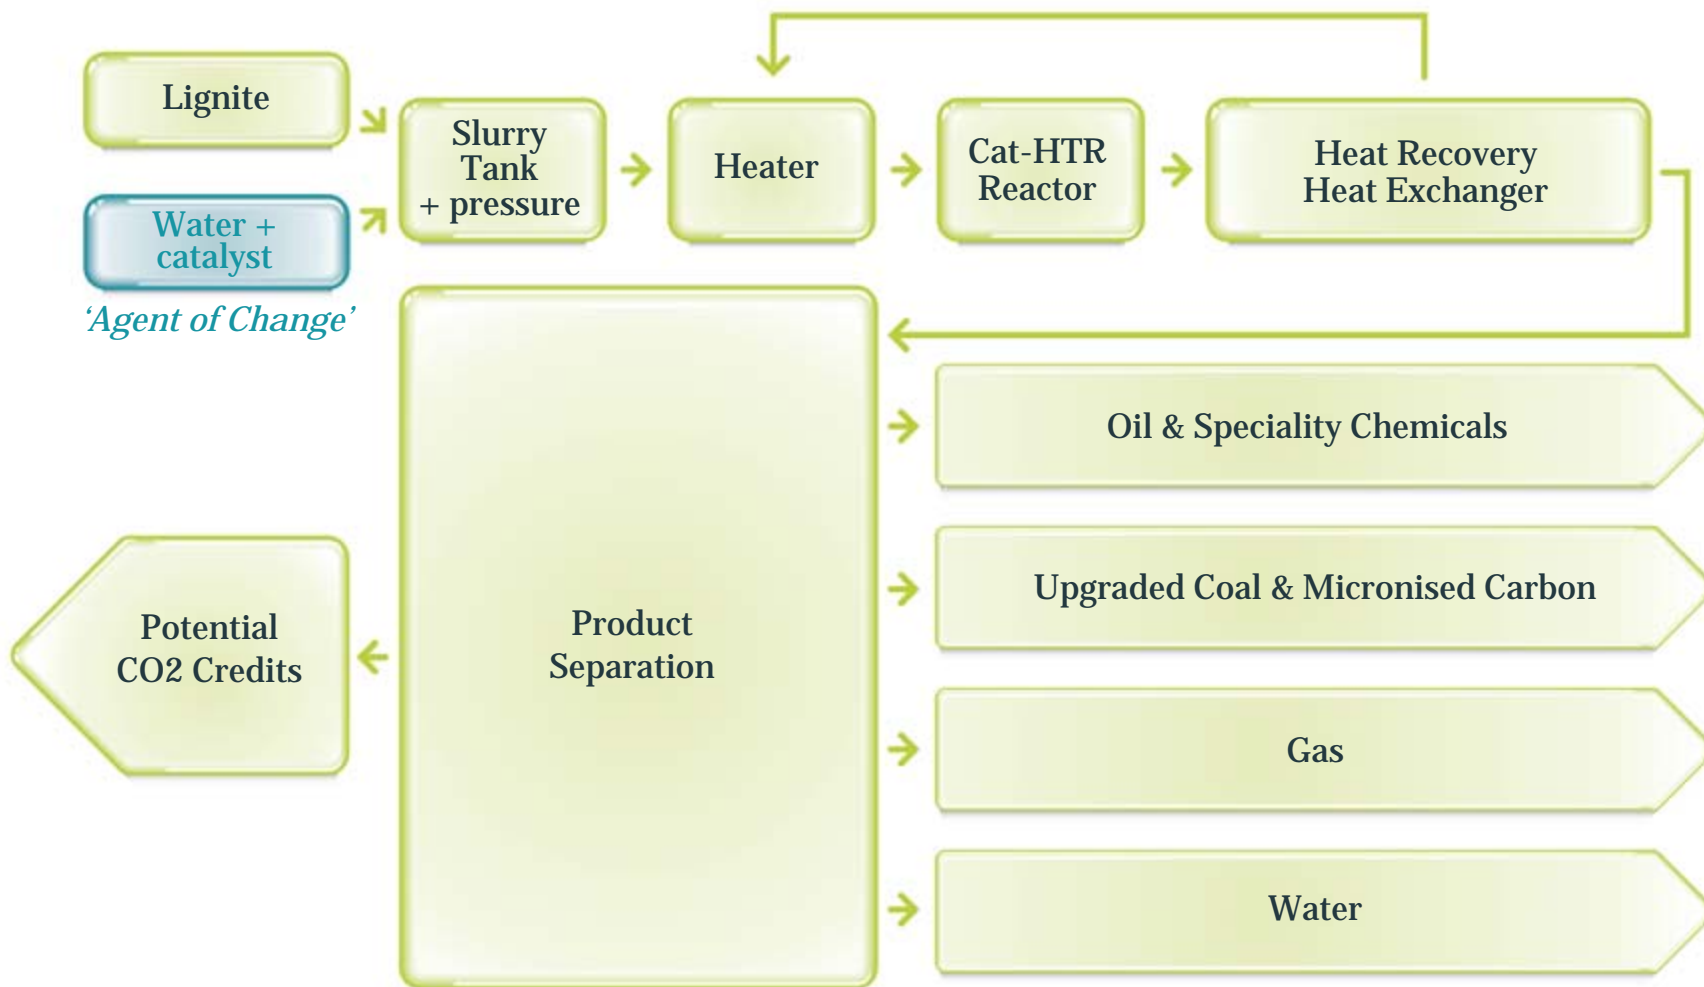 Lignite
Water +
catalyst
‘Agent of Change’
Slurry
Tank
+ pressure
Heater
Cat-HTR
Reactor
Heat Recovery
Heat Exchanger
Product
Separation
Oil & Speciality Chemicals
Upgraded Coal & Micronised Carbon
Gas
Water
Potential
CO2 Credits